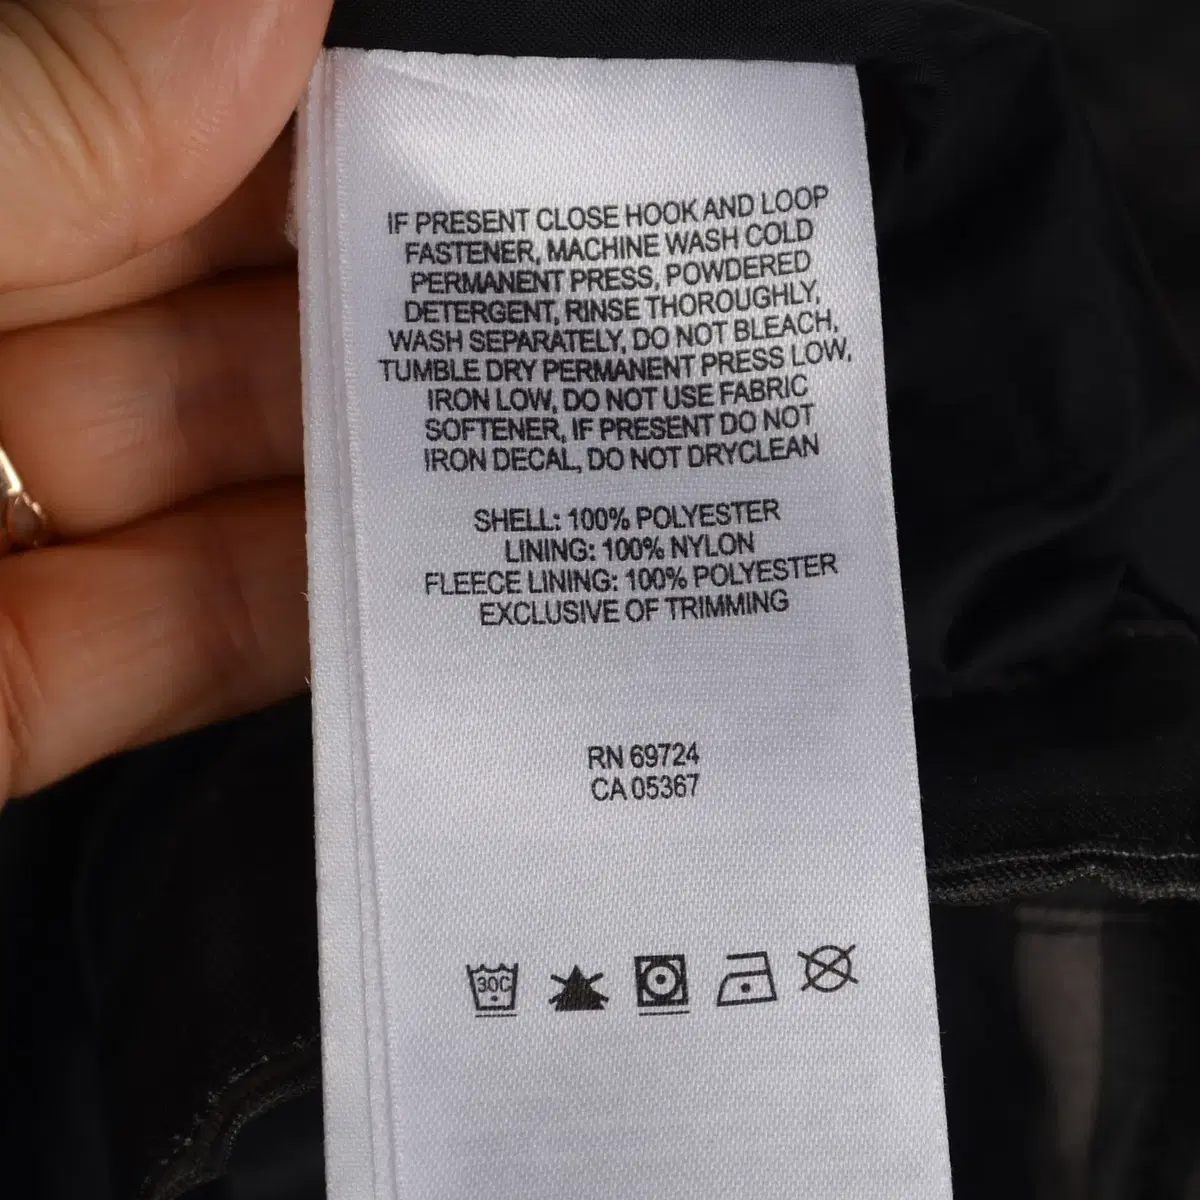 IF PRESENT CLOSE HOOK AND LOOP
FASTENER, MACHINE WASH COLD
PERMANENT PRESS, POWDERED
DETERGENT, RINSE THOROUGHLY,
WASH SEPARATELY, DO NOT BLEACH,
TUMBLE DRY PERMANENT PRESS LOW,
IRON LOW, DO NOT USE FABRIC
SOFTENER, IF PRESENT DO NOT
IRON DECAL, DO NOT DRYCLEAN
SHELL: 100% POLYESTER
LINING: 100% NYLON
FLEECE LINING: 100% POLYESTER
EXCLUSIVE OF TRIMMING
RN 69724
CA 05367
30C